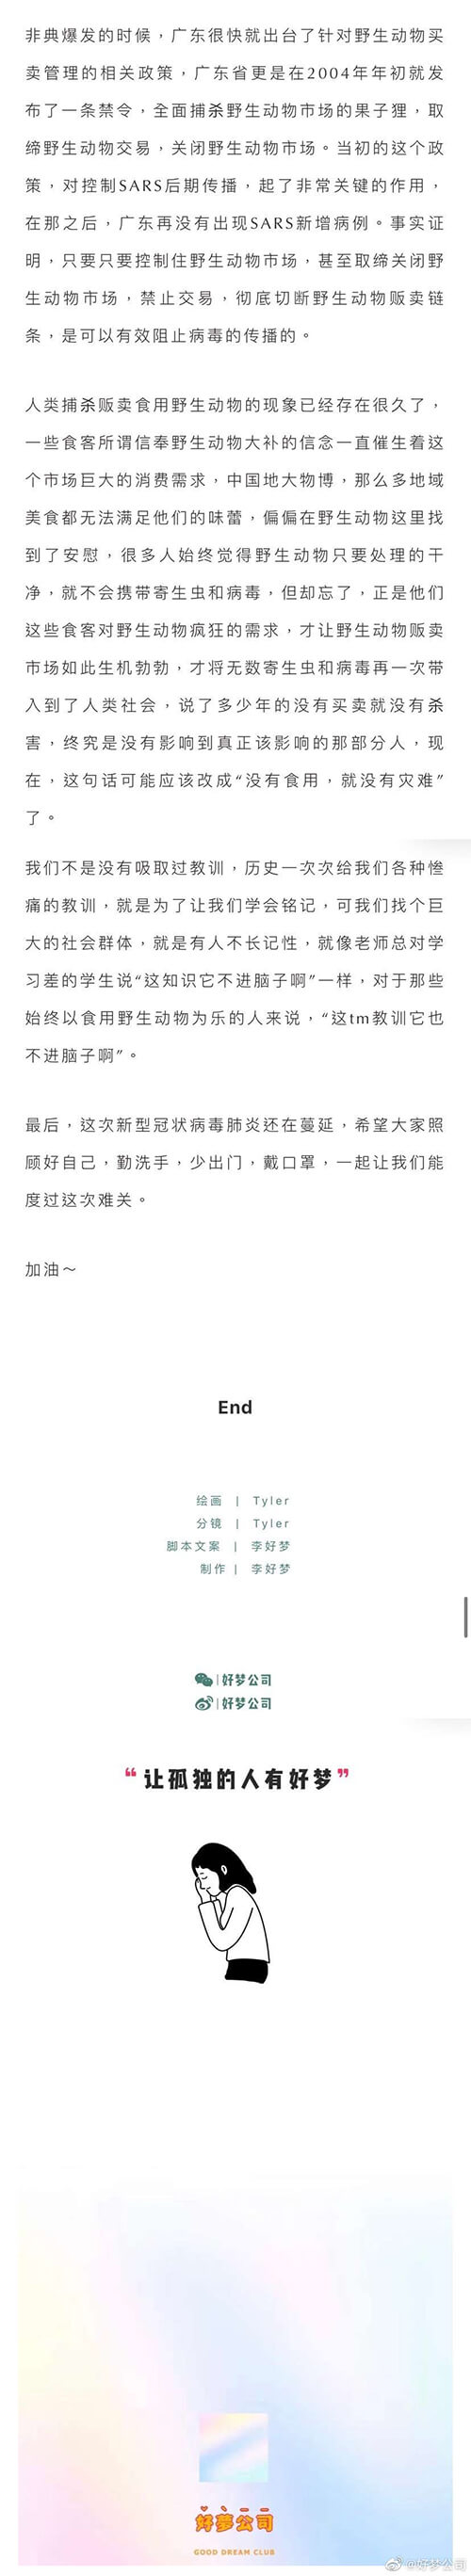 非典爆发的时候，广东很快就出台了针对野生动物买
卖管理的相关政策，广东省更是在2004年年初就发
布了一条禁令，全面捕杀野生动物市场的果子狸，取
缔野生动物交易，关闭野生动物市场。当初的这个政
策，对控制SARS后期传播，起了非常关键的作用，
在那之后，广东再没有出现SARS新增病例。事实证
明，只要只要控制住野生动物市场，甚至取缔关闭野
生动物市场，禁止交易，彻底切断野生动物贩卖链
条，是可以有效阻止病毒的传播的。
人类捕杀贩卖食用野生动物的现象已经存在很久了，
一些食客所谓信奉野生动物大补的信念一直催生着这
个市场巨大的消费需求，中国地大物博，那么多地域
美食都无法满足他们的味蕾，偏偏在野生动物这里找
到了安慰，很多人始终觉得野生动物只要处理的干
净，就不会携带寄生虫和病毒，但却忘了，正是他们
这些食客对野生动物疯狂的需求，才让野生动物贩卖
市场如此生机勃勃，才将无数寄生虫和病毒再一次带
入到了人类社会，说了多少年的没有买卖就没有杀
害，终究是没有影响到真正该影响的那部分人，现
在，这句话可能应该改成“没有食用，就没有灾难”
了。
我们不是没有吸取过教训，历史一次次给我们各种惨
痛的教训，就是为了让我们学会铭记，可我们找个巨
大的社会群体，就是有人不长记性，就像老师总对学
习差的学生说“这知识它不进脑子啊”一样，对于那些
始终以食用野生动物为乐的人来说，“这tm教训它也
不进脑子啊”。
最后，这次新型冠状病毒肺炎还在蔓延，希望大家照
顾好自己，勤洗手，少出门，戴口罩，一起让我们能
度过这次难关。
加油～
End
绘画 | Tyler
分镜 | Tyler
脚本文案 | 李好梦
制作 | 李好梦
好梦公司
好梦公司
“让孤独的人有好梦”
好梦公司
GOOD DREAM CLUB
@好梦公司